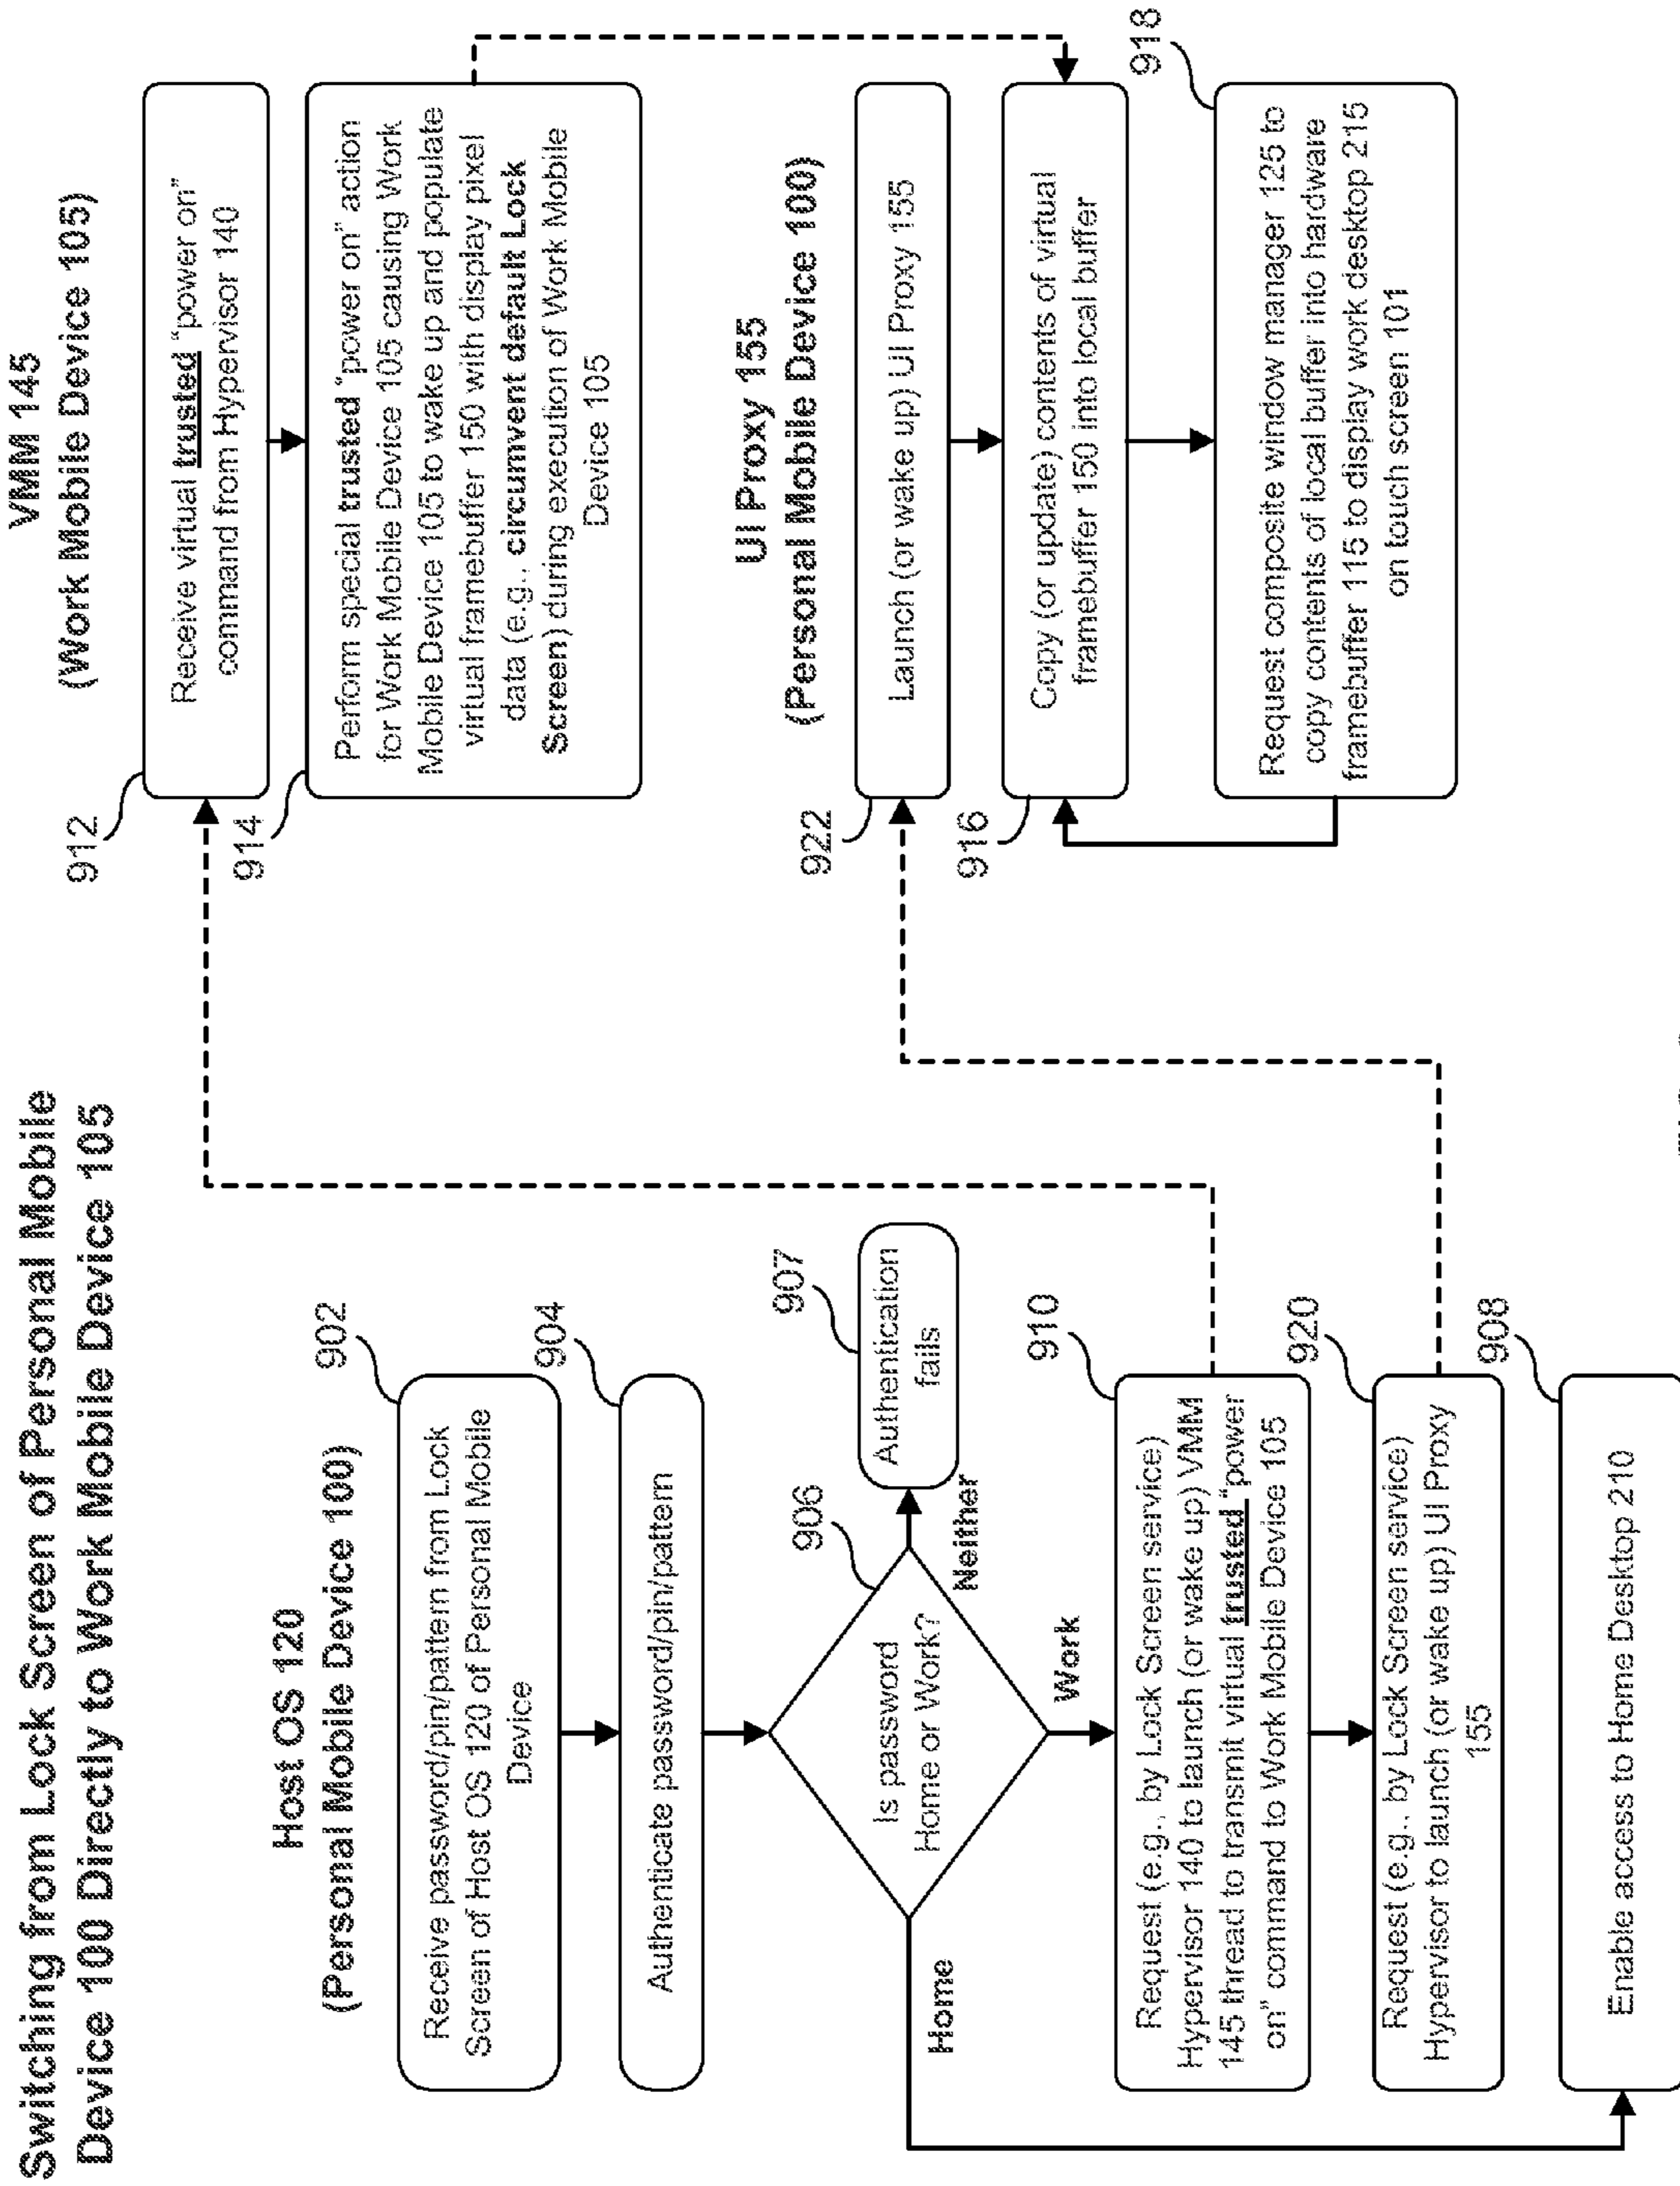 Switching from Lock Screen of Personal Mobile
Device 100 Directly to Work Mobile Device 105
Host OS 120
(Personal Mobile Device 100)
902
Receive password/pin/pattern from Lock
Screen of Host OS 120 of Personal Mobile
Device
904
Authenticate password/pin/pattern
906
Is password
Home or Work?
Neither
907
Authentication
fails
Home
Work
910
Request (e.g., by Lock Screen service)
Hypervisor 140 to launch (or wake up) VMM
145 thread to transmit virtual trusted "power
on" command to Work Mobile Device 105
920
Request (e.g., by Lock Screen service)
Hypervisor to launch (or wake up) UI Proxy
155
908
Enable access to Home Desktop 210
VMM 145
(Work Mobile Device 105)
912
Receive virtual trusted "power on"
command from Hypervisor 140
914
Perform special trusted "power on" action
for Work Mobile Device 105 causing Work
Mobile Device 105 to wake up and populate
virtual framebuffer 150 with display pixel
data (e.g., circumvent default Lock
Screen) during execution of Work Mobile
Device 105
UI Proxy 155
(Personal Mobile Device 100)
922
Launch (or wake up) UI Proxy 155
916
Copy (or update) contents of virtual
framebuffer 150 into local buffer
918
Request composite window manager 125 to
copy contents of local buffer into hardware
framebuffer 115 to display work desktop 215
on touch screen 101